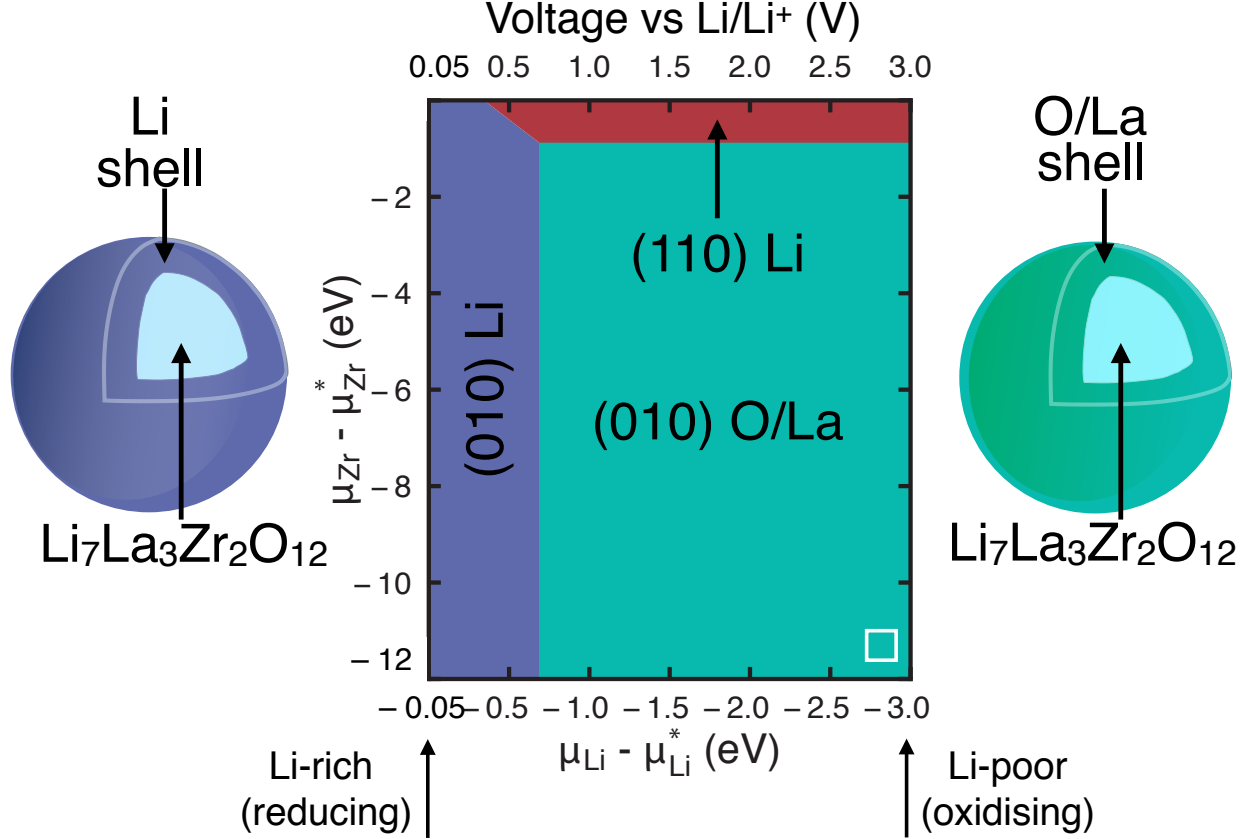 Voltage vs Li/Li⁺ (V)
0.05 0.5 1.0 1.5 2.0 2.5 3.0
Li
shell
O/La
shell
(110) Li
(010) Li
(010) O/La
μZr - μ*Zr (eV)
−2
−4
−6
−8
−10
−12
Li₇La₃Zr₂O₁₂
Li₇La₃Zr₂O₁₂
−0.05 −0.5 −1.0 −1.5 −2.0 −2.5 −3.0
μLi - μ*Li (eV)
Li-rich
(reducing)
Li-poor
(oxidising)